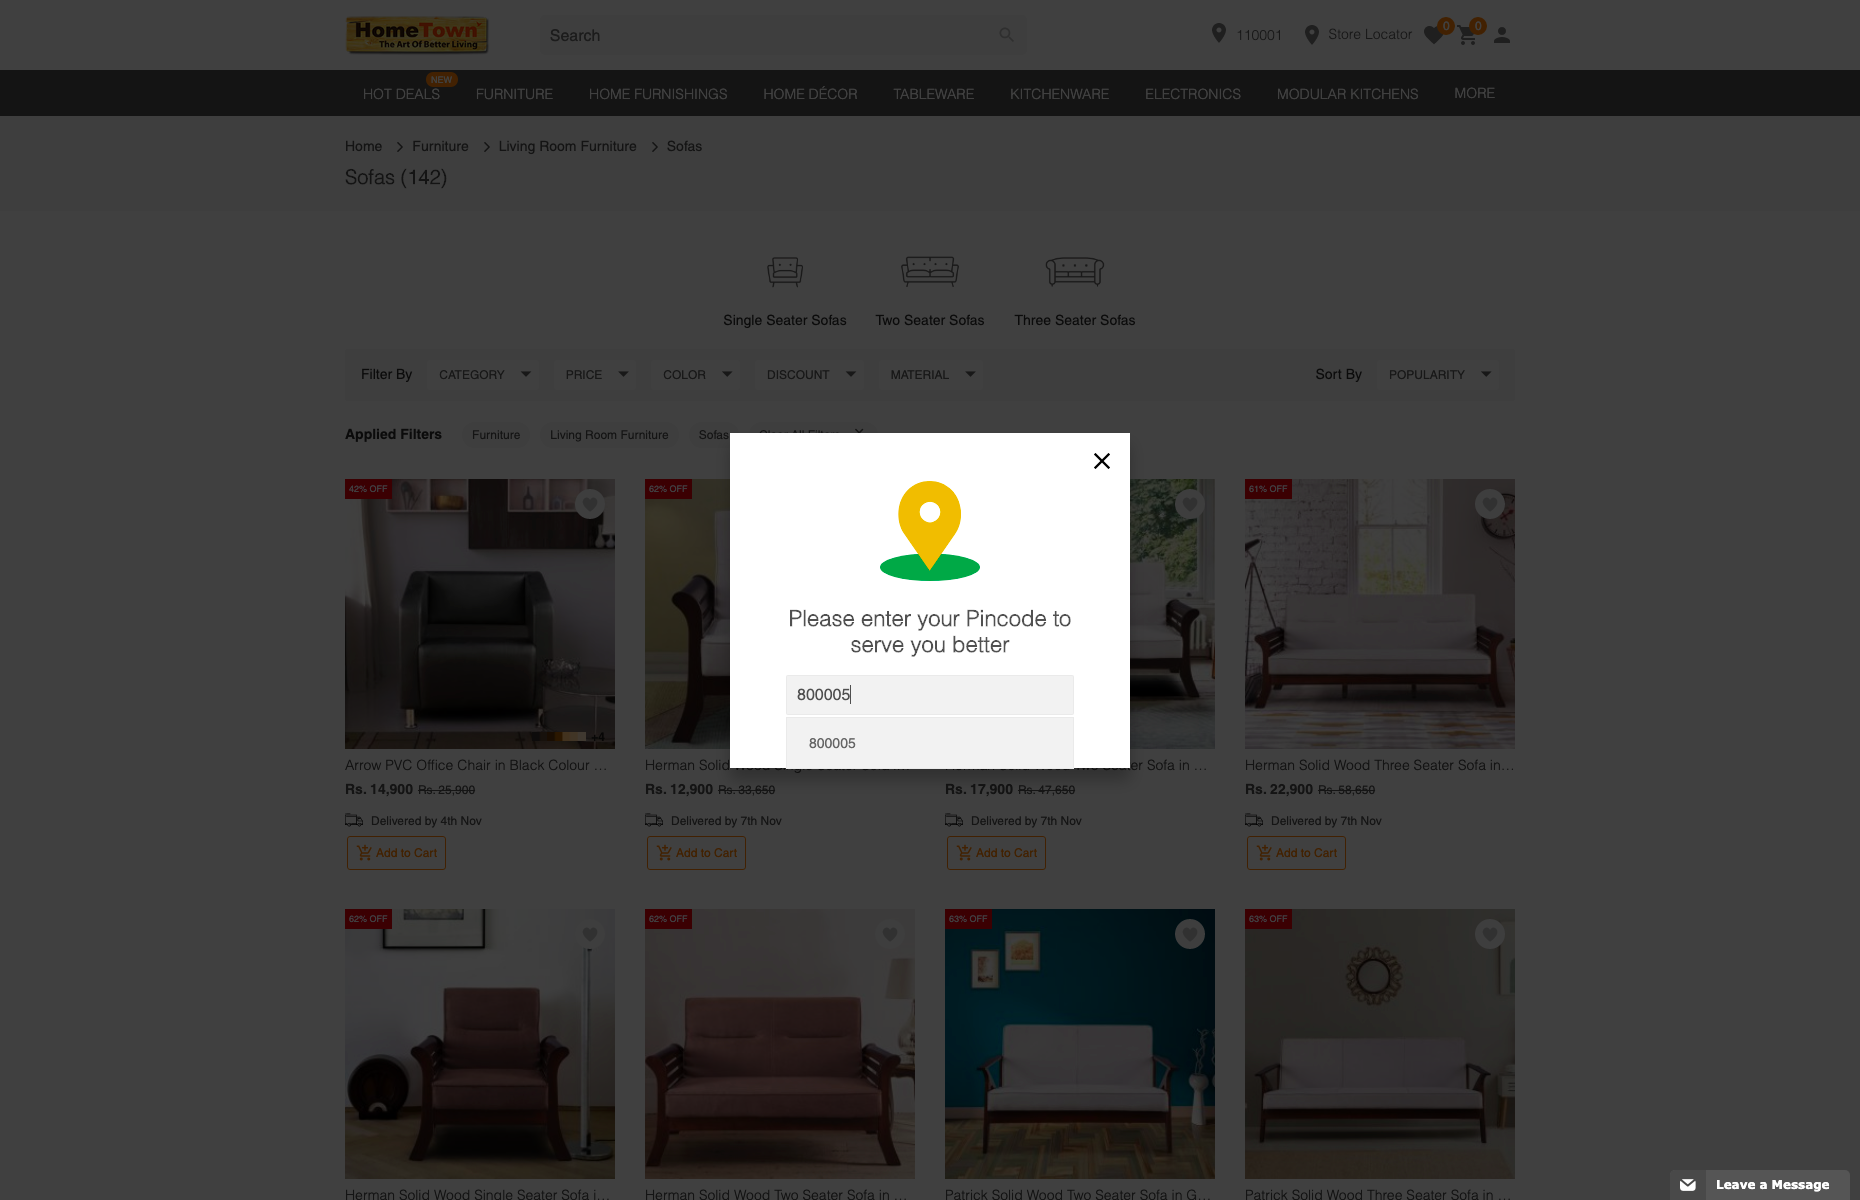 HomeTown
The Art Of Better Living
Search
110001
Store Locator
0
0
NEW
HOT DEALS
FURNITURE
HOME FURNISHINGS
HOME DÉCOR
TABLEWARE
KITCHENWARE
ELECTRONICS
MODULAR KITCHENS
MORE
Home
Furniture
Living Room Furniture
Sofas
Sofas (142)
Single Seater Sofas
Two Seater Sofas
Three Seater Sofas
Filter By
CATEGORY
PRICE
COLOR
DISCOUNT
MATERIAL
Sort By
POPULARITY
Applied Filters
Furniture
Living Room Furniture
Sofas
Please enter your Pincode to
serve you better
800005
800005
42% OFF
62% OFF
61% OFF
+4
Arrow PVC Office Chair in Black Colour ...
Herman Solid
Seater Sofa in ...
Herman Solid Wood Three Seater Sofa in...
Rs. 14,900 Rs. 25,900
Rs. 12,900 Rs. 33,650
Rs. 17,900 Rs. 47,650
Rs. 22,900 Rs. 58,650
Delivered by 4th Nov
Delivered by 7th Nov
Delivered by 7th Nov
Delivered by 7th Nov
Add to Cart
Add to Cart
Add to Cart
Add to Cart
62% OFF
62% OFF
63% OFF
63% OFF
Herman Solid Wood Single Seater Sofa i...
Herman Solid Wood Two Seater Sofa in ...
Patrick Solid Wood Two Seater Sofa in G...
Patrick Solid Wood Three Seater Sofa in ...
Leave a Message